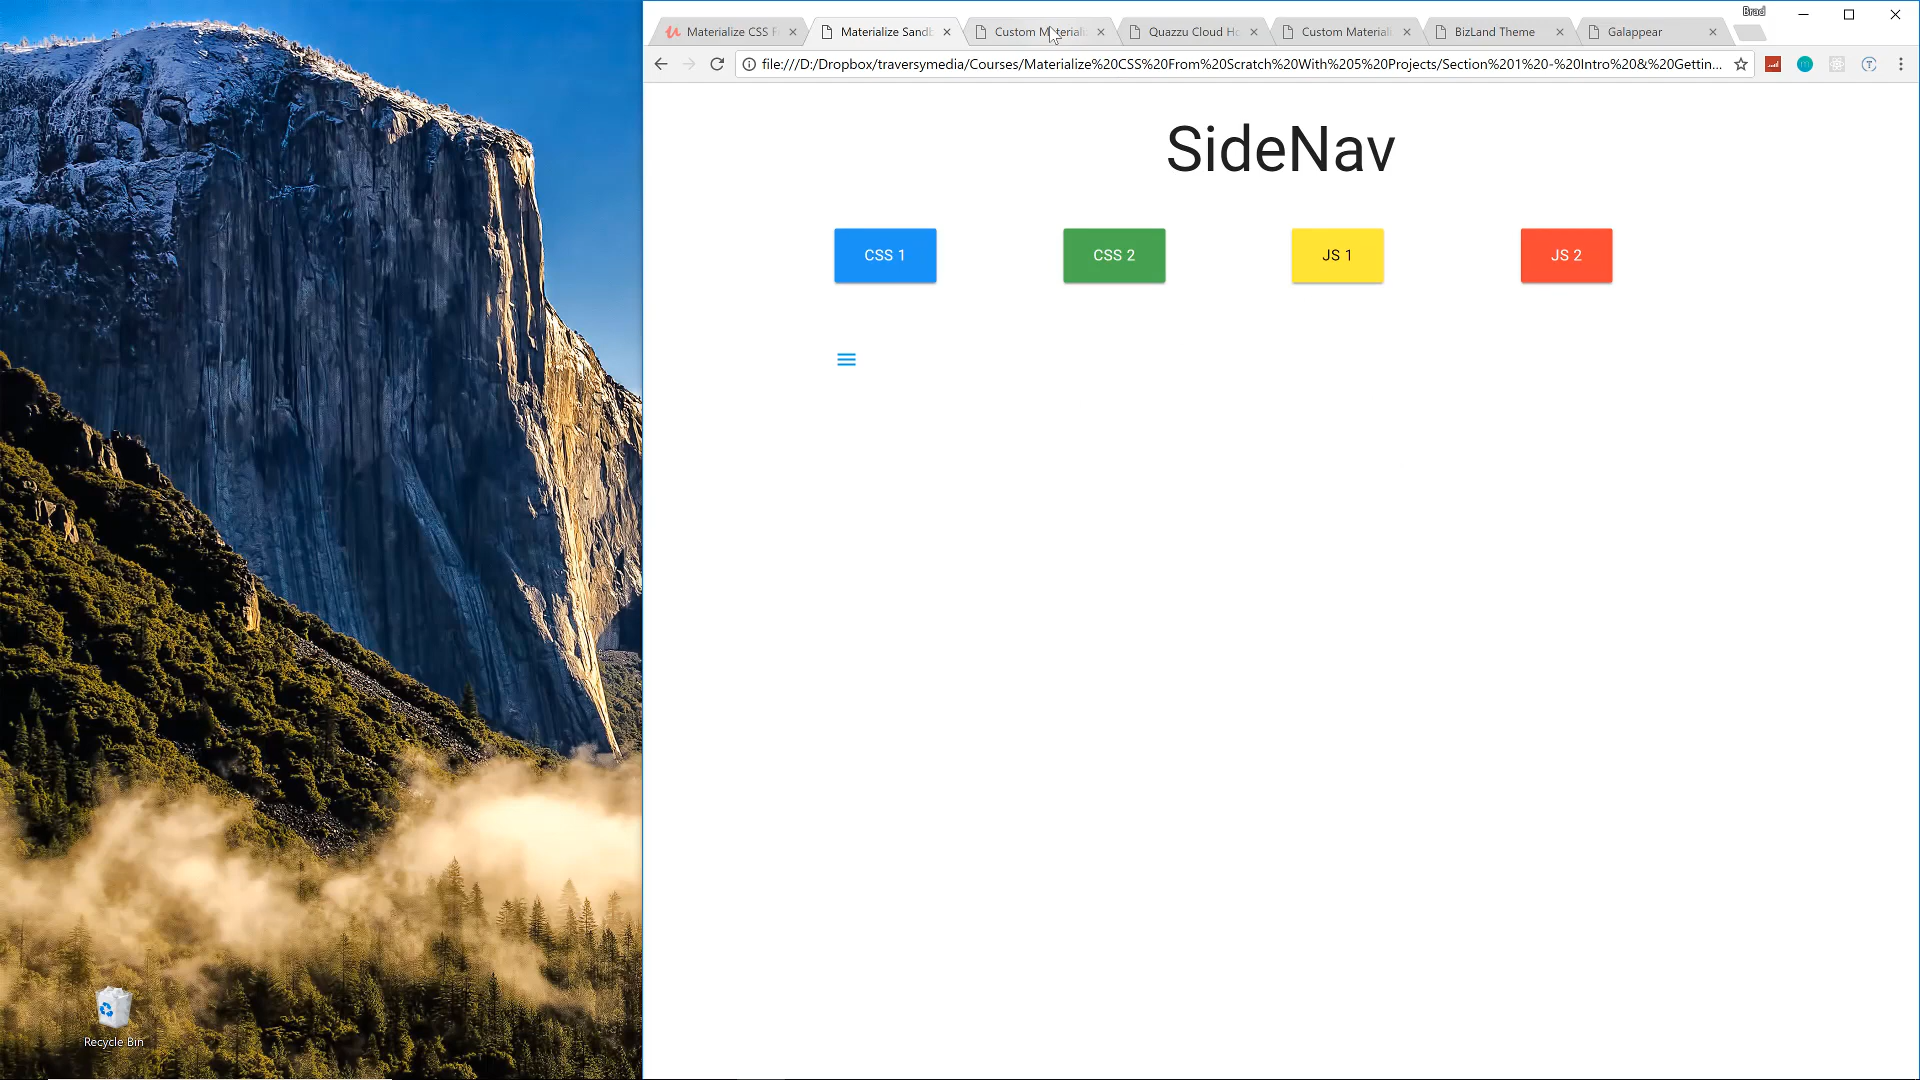 Brad
Materialize CSS F
Materialize Sandb
Custom Materiali
Quazzu Cloud Ho
Custom Materiali
BizLand Theme
Galappear
file:///D:/Dropbox/traversymedia/Courses/Materialize%20CSS%20From%20Scratch%20With%205%20Projects/Section%201%20-%20Intro%20&%20Gettin...
SideNav
CSS 1
CSS 2
JS 1
JS 2
Recycle Bin